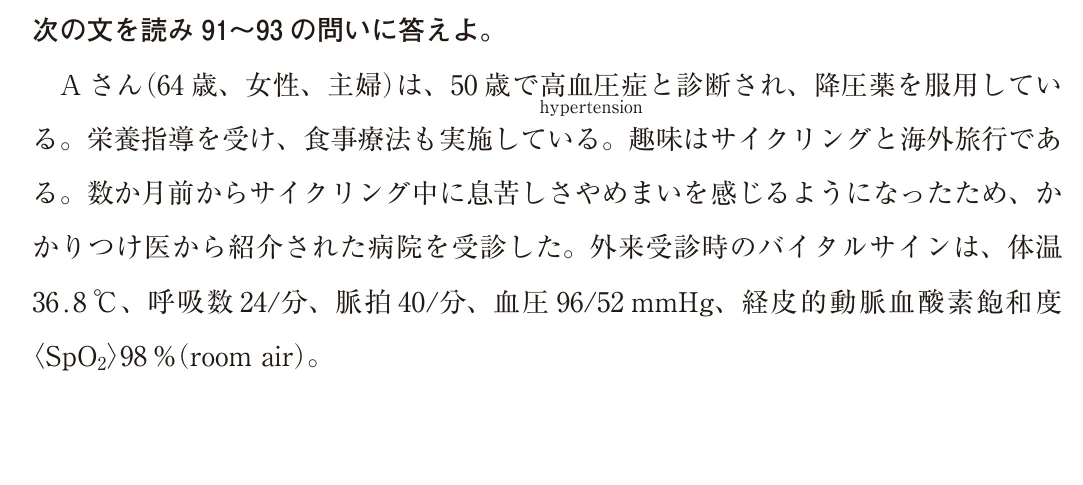 次の文を読み 91〜93 の問いに答えよ。
A さん(64 歳、女性、主婦)は、50 歳で高血圧症と診断され、降圧薬を服用してい
hypertension
る。栄養指導を受け、食事療法も実施している。趣味はサイクリングと海外旅行であ
る。数か月前からサイクリング中に息苦しさやめまいを感じるようになったため、か
かりつけ医から紹介された病院を受診した。外来受診時のバイタルサインは、体温
36.8 ℃、呼吸数 24/分、脈拍 40/分、血圧 96/52 mmHg、経皮的動脈血酸素飽和度
〈SpO₂〉98 %(room air)。